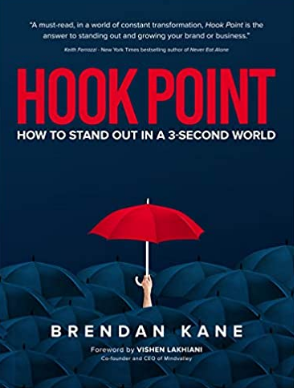 "A must-read, in a world of constant transformation, Hook Point is the
answer to standing out and growing your brand or business."
Keith Ferrazzi - New York Times bestselling author of Never Eat Alone
HOOK POINT
HOW TO STAND OUT IN A 3-SECOND WORLD
BRENDAN KANE
Foreword by VISHEN LAKHIANI
Co-founder and CEO of Mindvalley